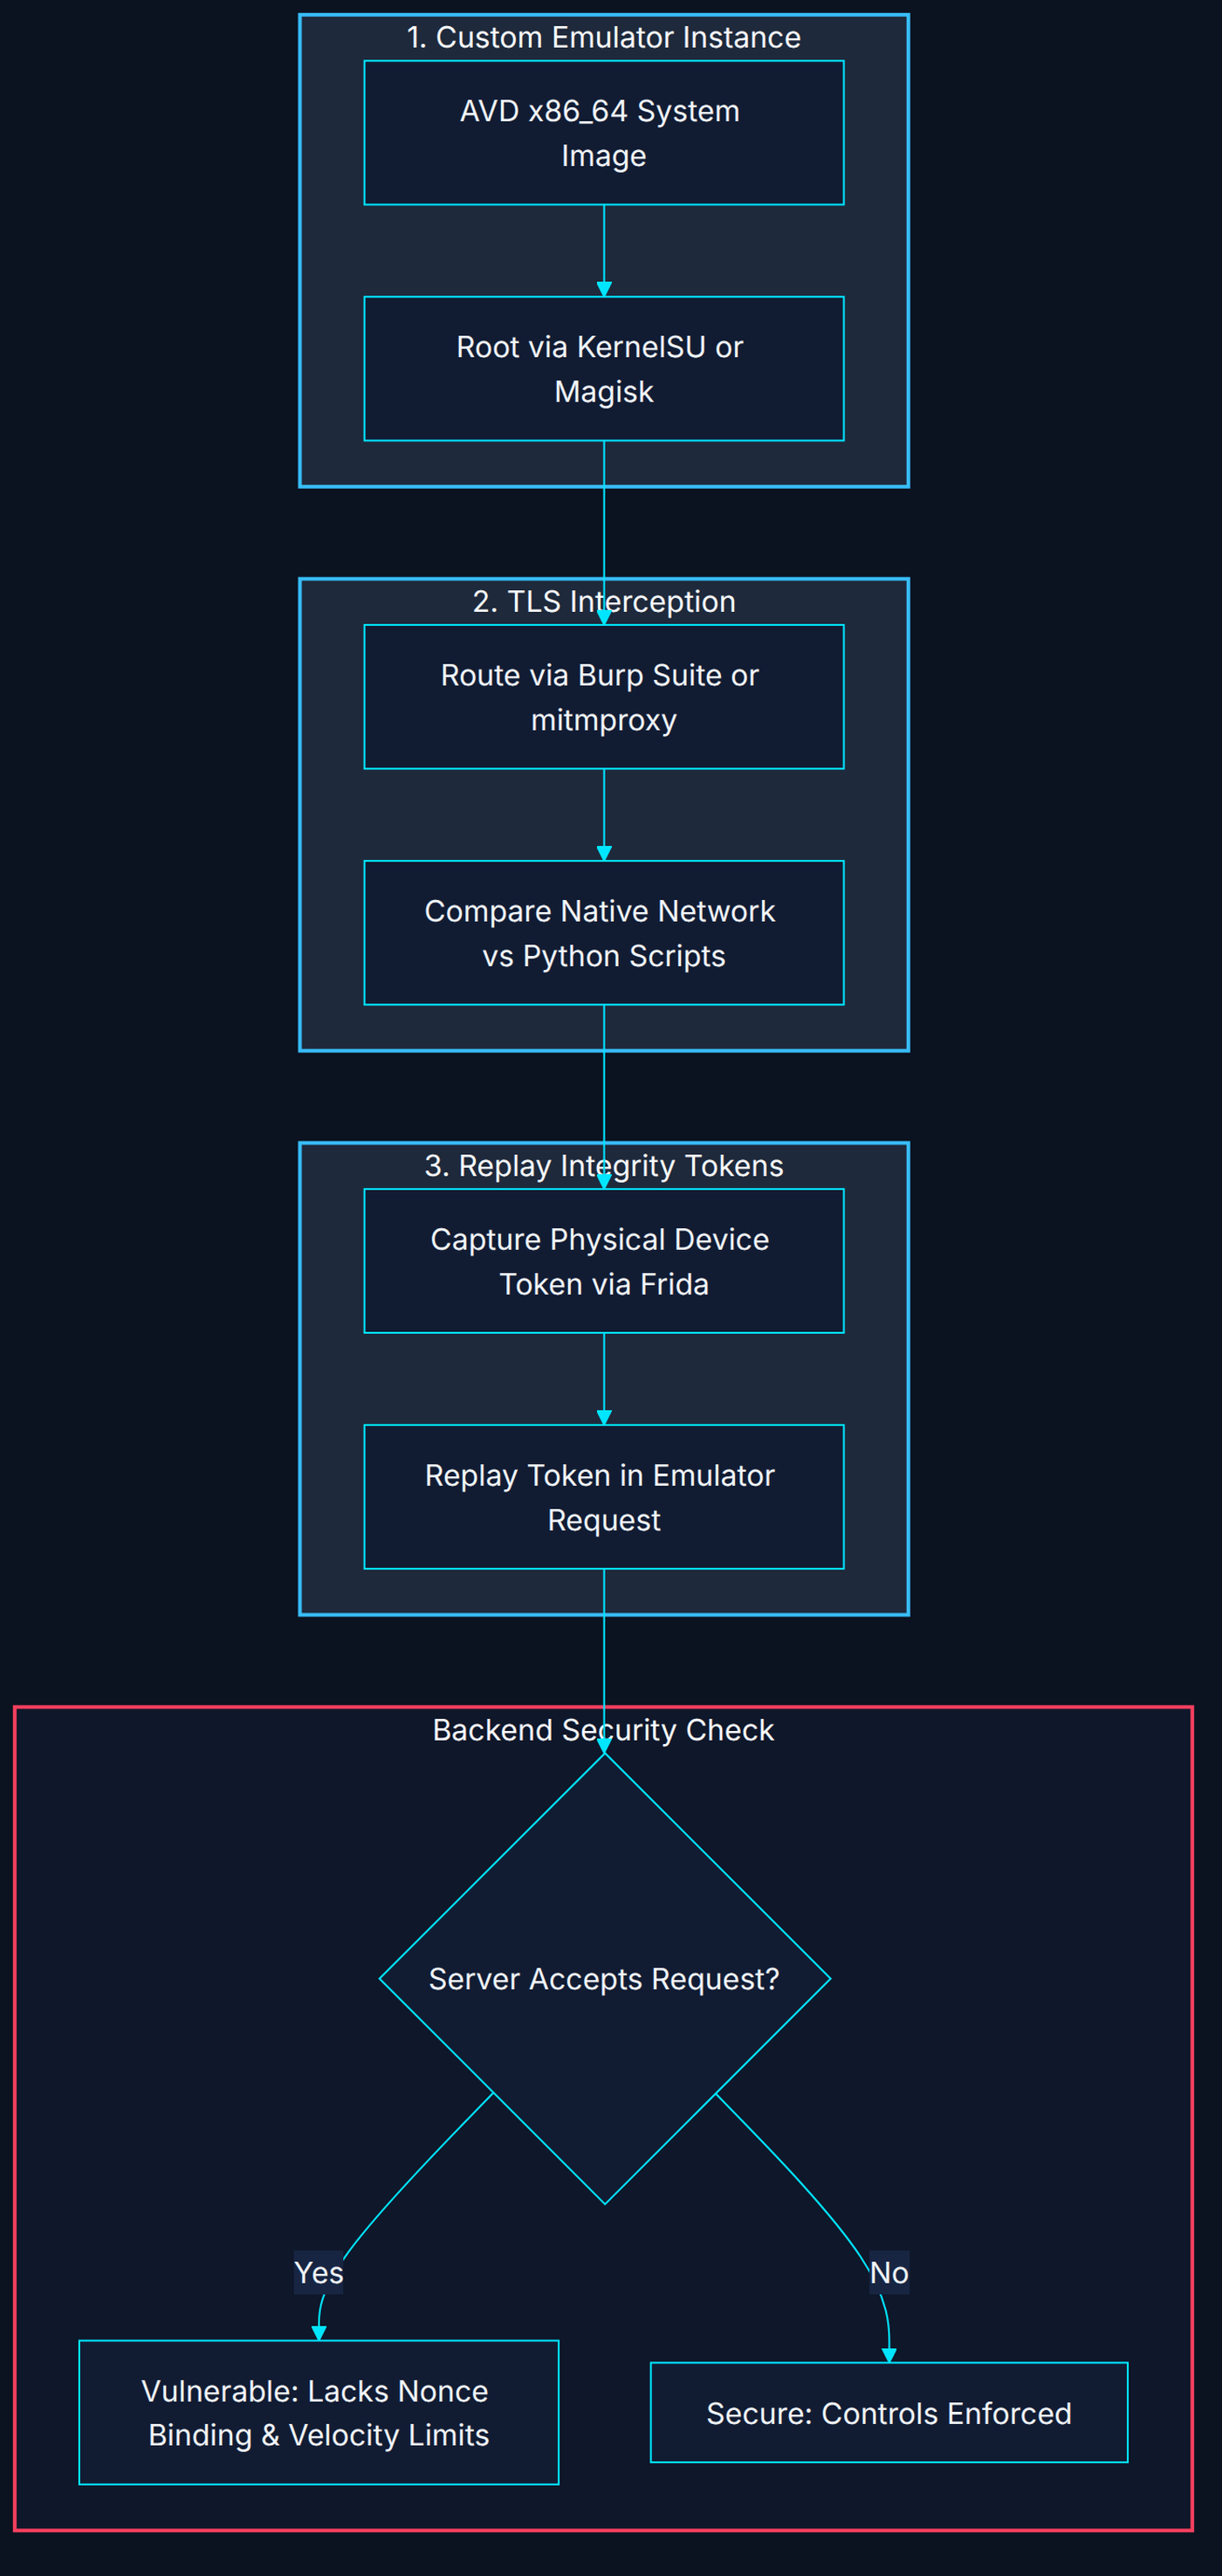 1. Custom Emulator Instance
AVD x86_64 System
Image
Root via KernelSU or
Magisk
2. TLS Interception
Route via Burp Suite or
mitmproxy
Compare Native Network
vs Python Scripts
3. Replay Integrity Tokens
Capture Physical Device
Token via Frida
Replay Token in Emulator
Request
Backend Security Check
Server Accepts Request?
Yes
No
Vulnerable: Lacks Nonce
Binding & Velocity Limits
Secure: Controls Enforced